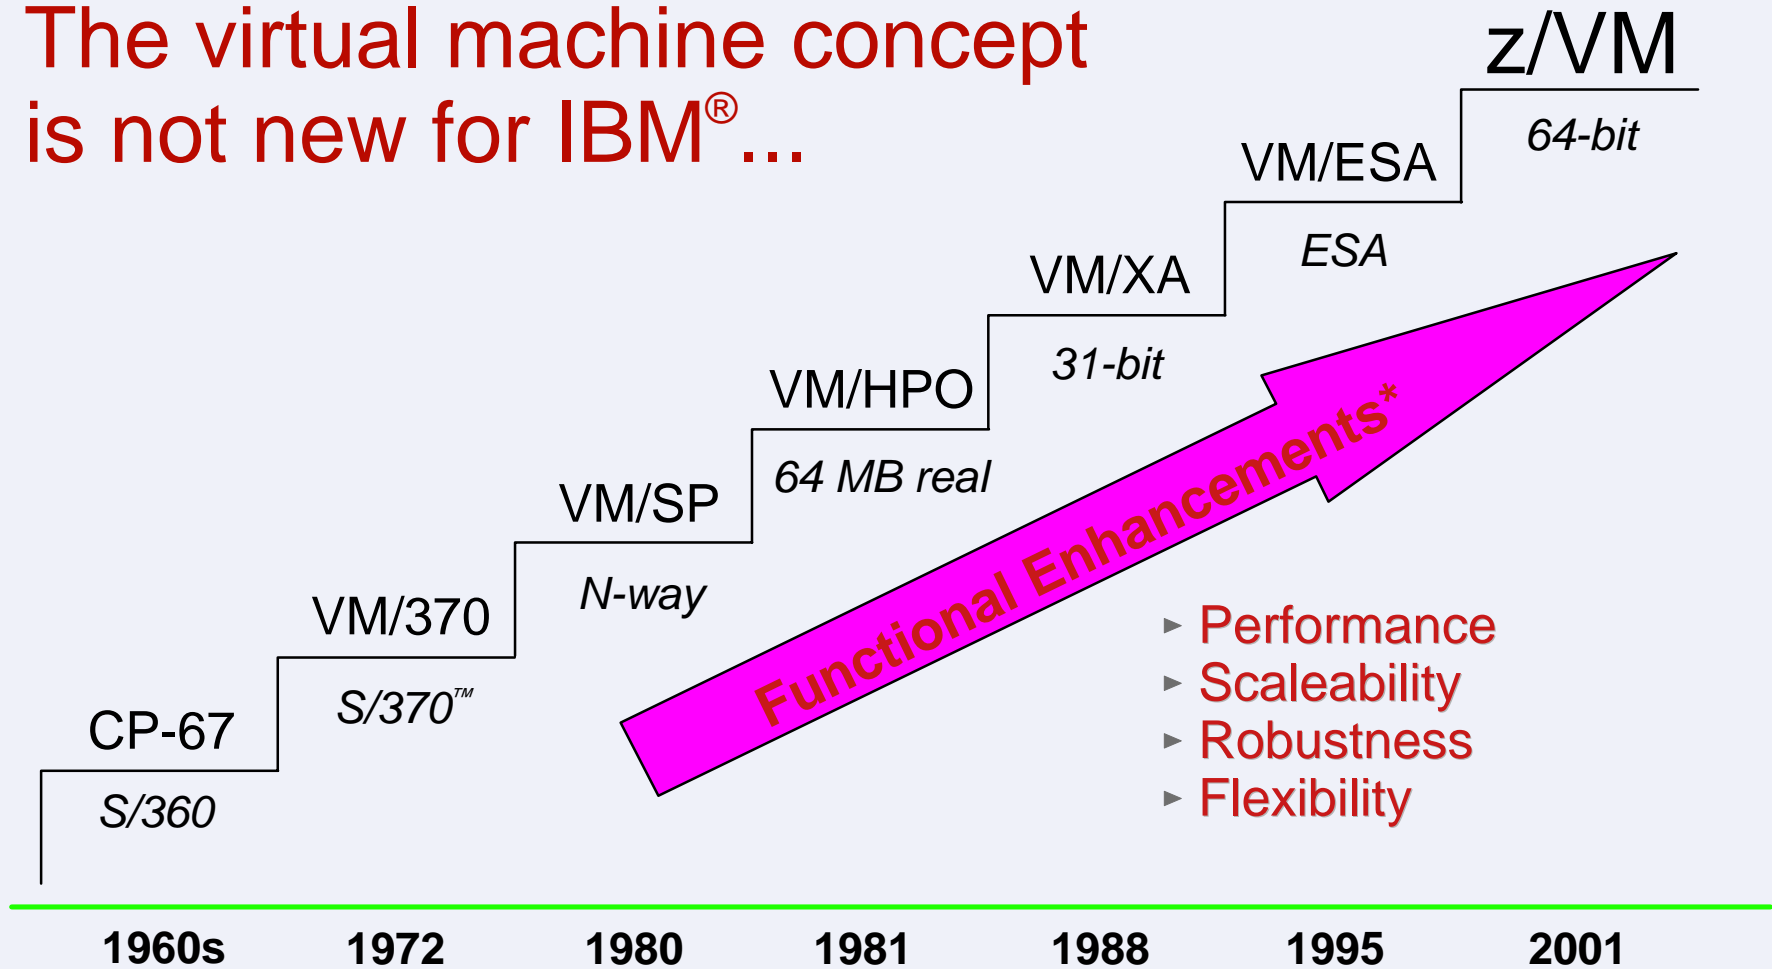 The virtual machine concept
is not new for IBM®...
z/VM
64-bit
VM/ESA
ESA
VM/XA
31-bit
VM/HPO
64 MB real
VM/SP
N-way
VM/370
S/370™
CP-67
S/360
Functional Enhancements*
► Performance
► Scaleability
► Robustness
► Flexibility
1960s 1972 1980 1981 1988 1995 2001